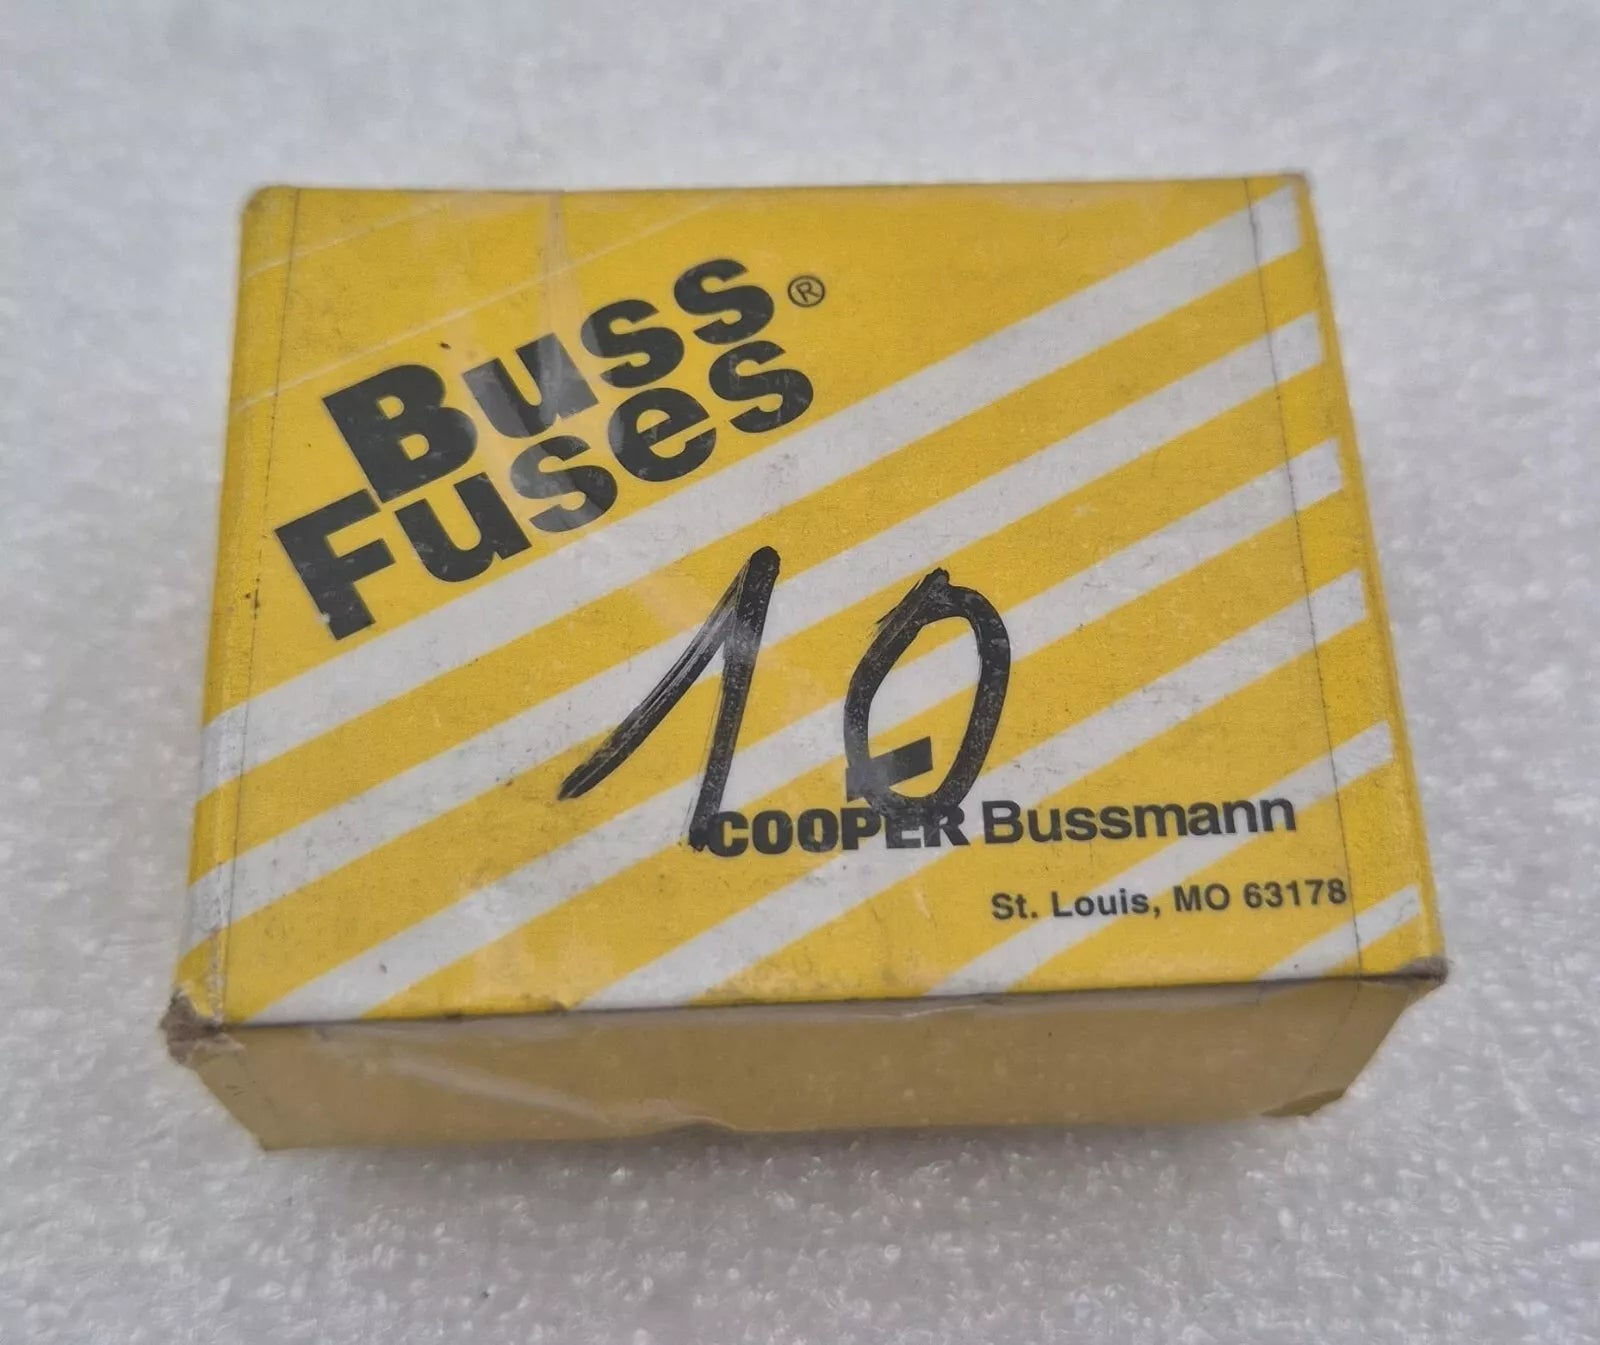 Buss®
Fuses
10
COOPER Bussmann
St. Louis, MO 63178